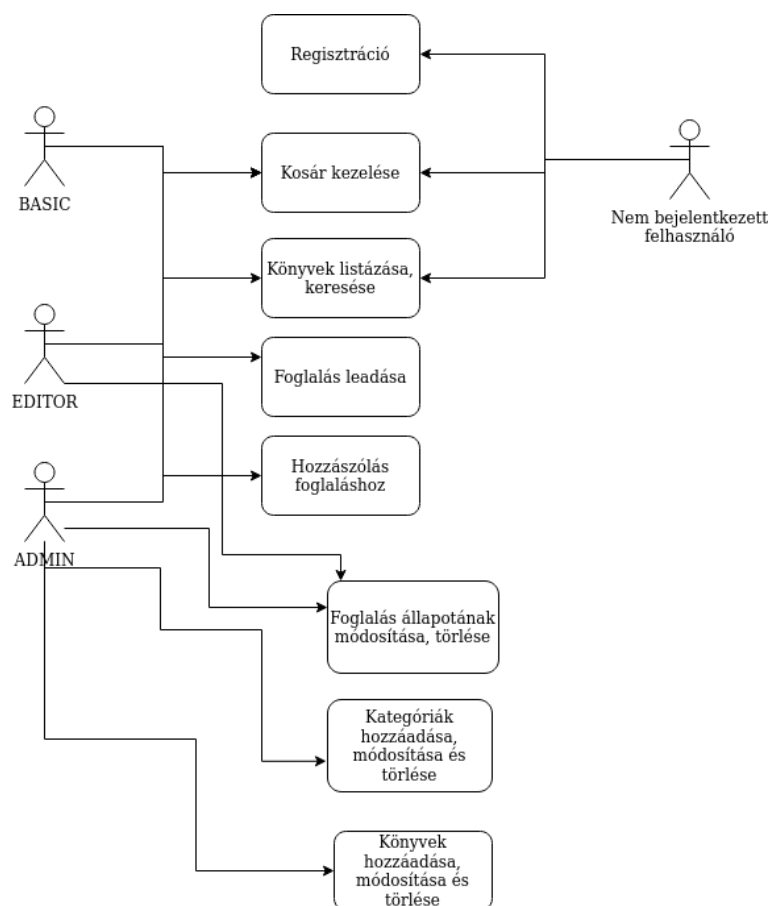 Regisztráció
BASIC
Kosár kezelése
Nem bejelentkezett
felhasználó
Könyvek listázása,
keresése
EDITOR
Foglalás leadása
Hozzászólás
foglaláshoz
ADMIN
Foglalás állapotának
módosítása, törlése
Kategóriák
hozzáadása,
módosítása és
törlése
Könyvek
hozzáadása,
módosítása és
törlése